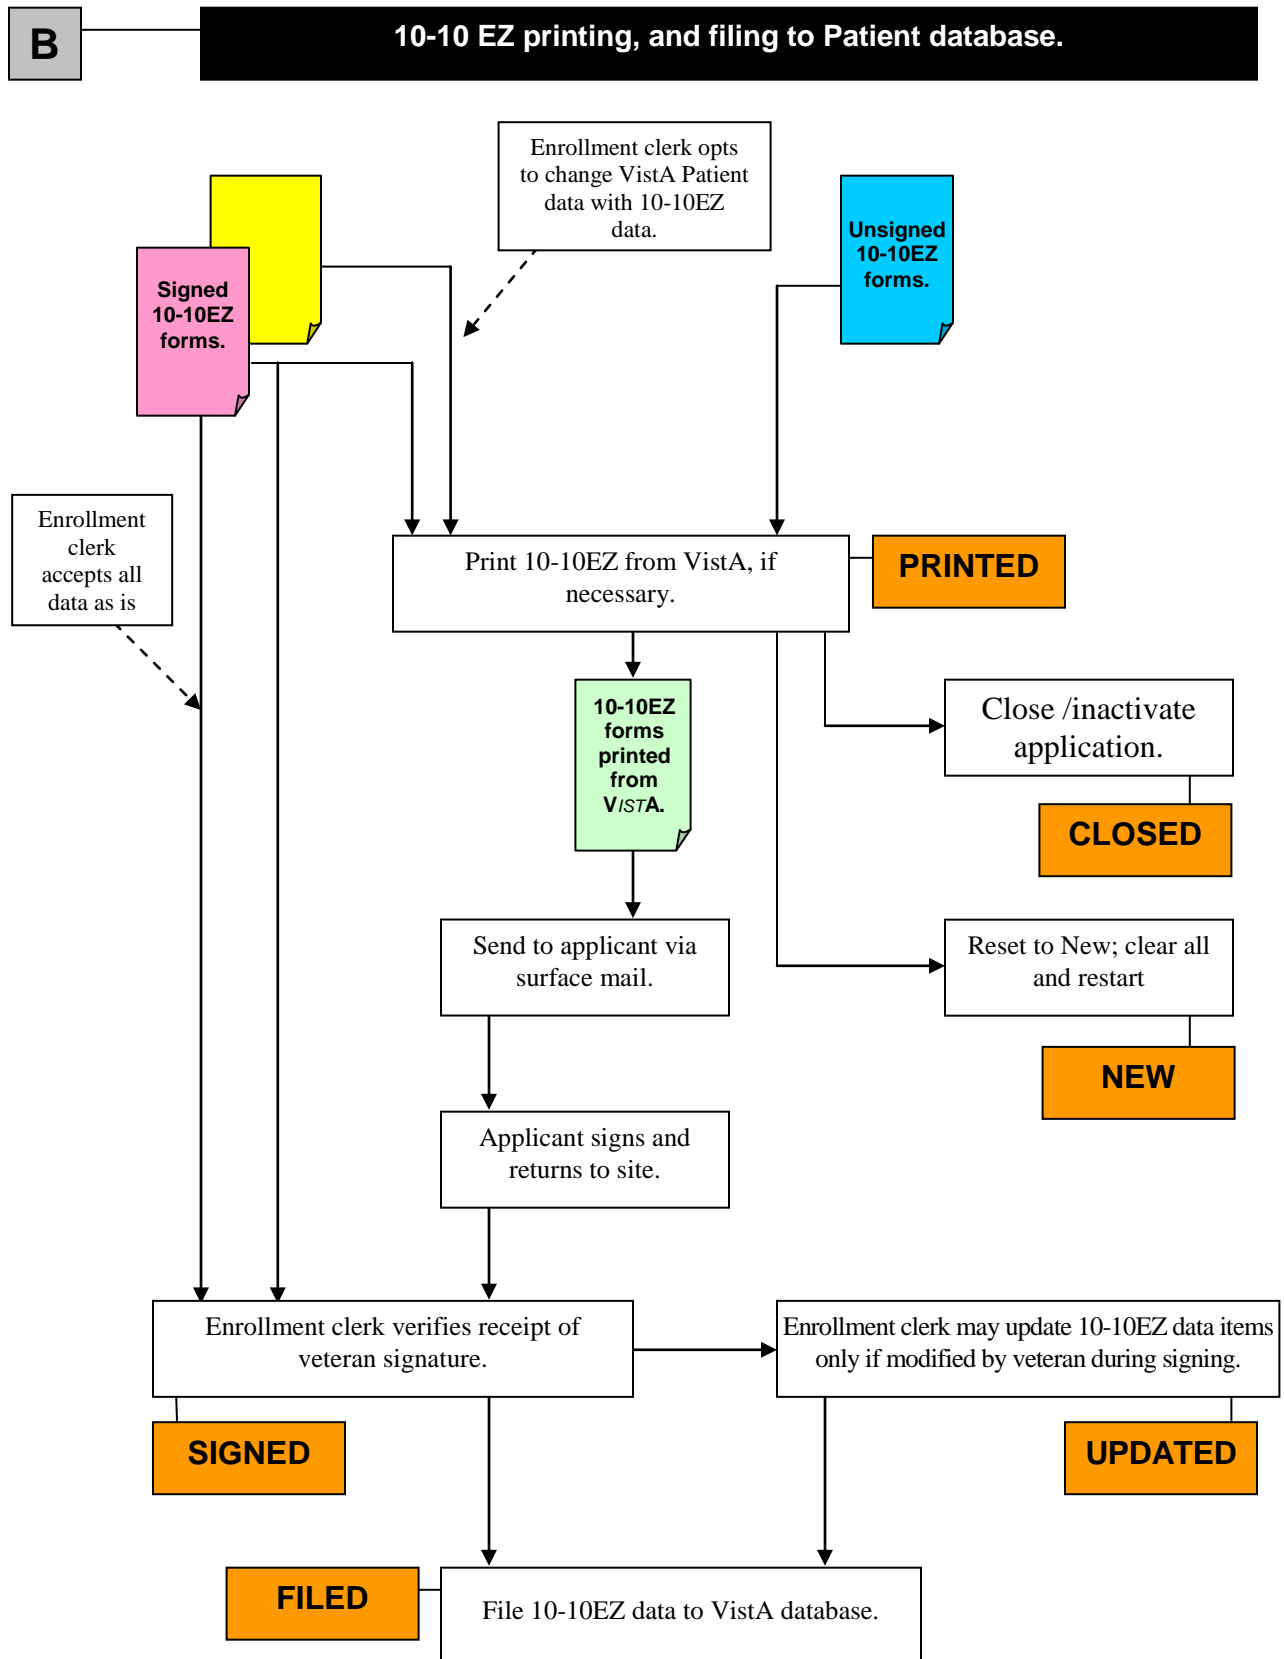 B
10-10 EZ printing, and filing to Patient database.
Enrollment clerk opts
to change VistA Patient
data with 10-10EZ
data.
Unsigned
10-10EZ
forms.
Signed
10-10EZ
forms.
Enrollment
clerk
accepts all
data as is
Print 10-10EZ from VistA, if
necessary.
PRINTED
10-10EZ
forms
printed
from
VISTA.
Close /inactivate
application.
CLOSED
Send to applicant via
surface mail.
Reset to New; clear all
and restart
NEW
Applicant signs and
returns to site.
Enrollment clerk verifies receipt of
veteran signature.
Enrollment clerk may update 10-10EZ data items
only if modified by veteran during signing.
SIGNED
UPDATED
FILED
File 10-10EZ data to VistA database.